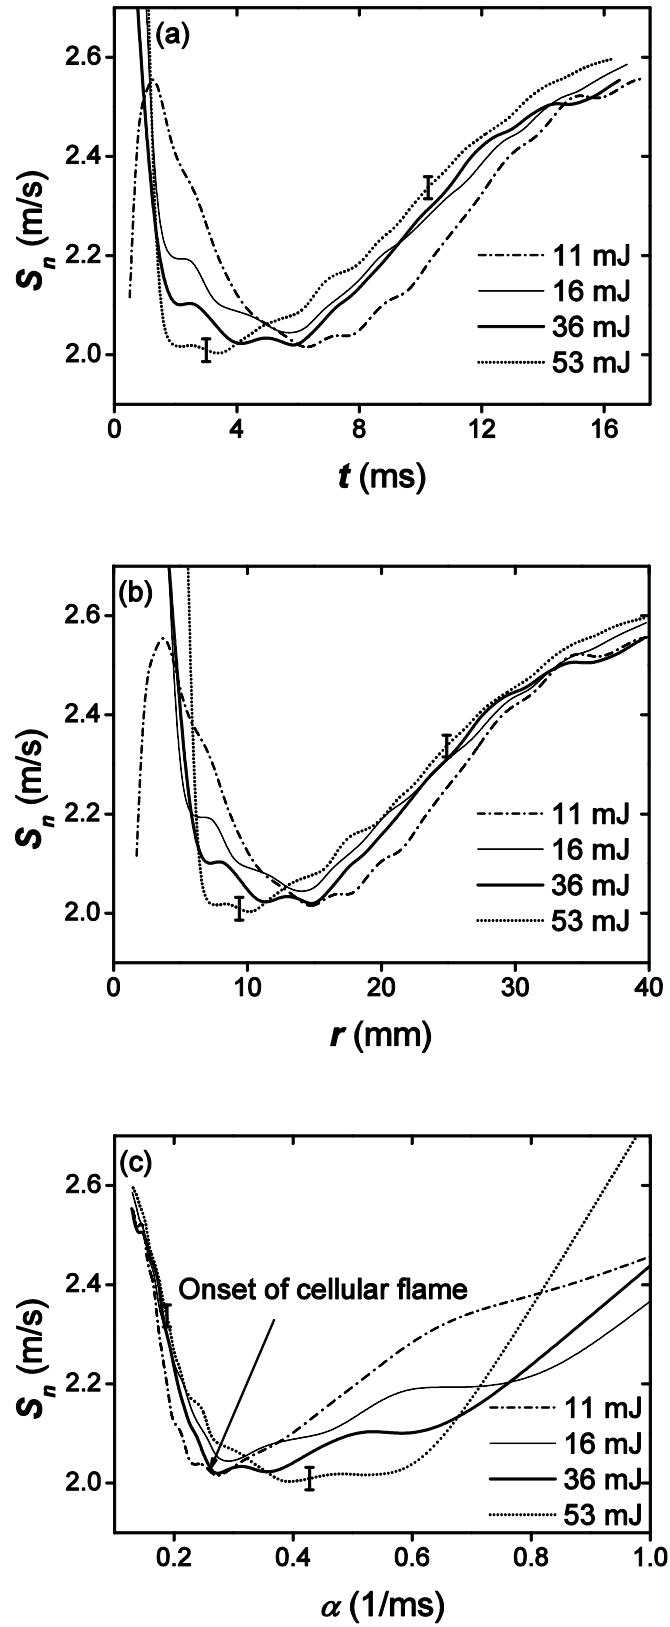 (a)
2.6
2.4
2.2
2.0
Sn (m/s)
11 mJ
16 mJ
36 mJ
53 mJ
0 4 8 12 16
t (ms)
(b)
2.6
2.4
2.2
2.0
Sn (m/s)
11 mJ
16 mJ
36 mJ
53 mJ
0 10 20 30 40
r (mm)
(c)
2.6
2.4
2.2
2.0
Sn (m/s)
Onset of cellular flame
11 mJ
16 mJ
36 mJ
53 mJ
0.2 0.4 0.6 0.8 1.0
α (1/ms)